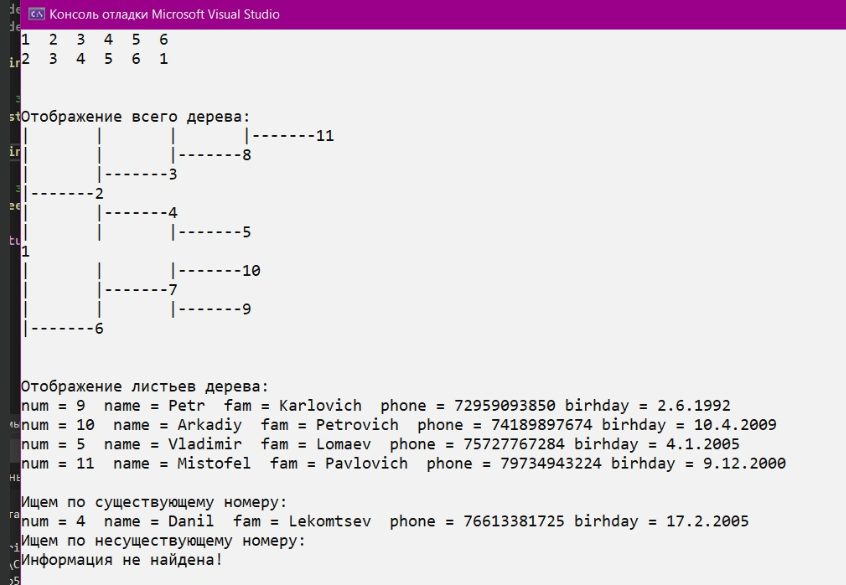 Консоль отладки Microsoft Visual Studio
1 2 3 4 5 6
2 3 4 5 6 1
Отображение всего дерева:
| | | |-------11
| | |-------8
| |-------3
|-------2
| |-------4
| | |-------5
1
| | |-------10
| |-------7
| | |-------9
|-------6
Отображение листьев дерева:
num = 9 name = Petr fam = Karlovich phone = 72959093850 birhday = 2.6.1992
num = 10 name = Arkadiy fam = Petrovich phone = 74189897674 birhday = 10.4.2009
num = 5 name = Vladimir fam = Lomaev phone = 75727767284 birhday = 4.1.2005
num = 11 name = Mistofel fam = Pavlovich phone = 79734943224 birhday = 9.12.2000
Ищем по существующему номеру:
num = 4 name = Danil fam = Lekomtsev phone = 76613381725 birhday = 17.2.2005
Ищем по несуществующему номеру:
Информация не найдена!